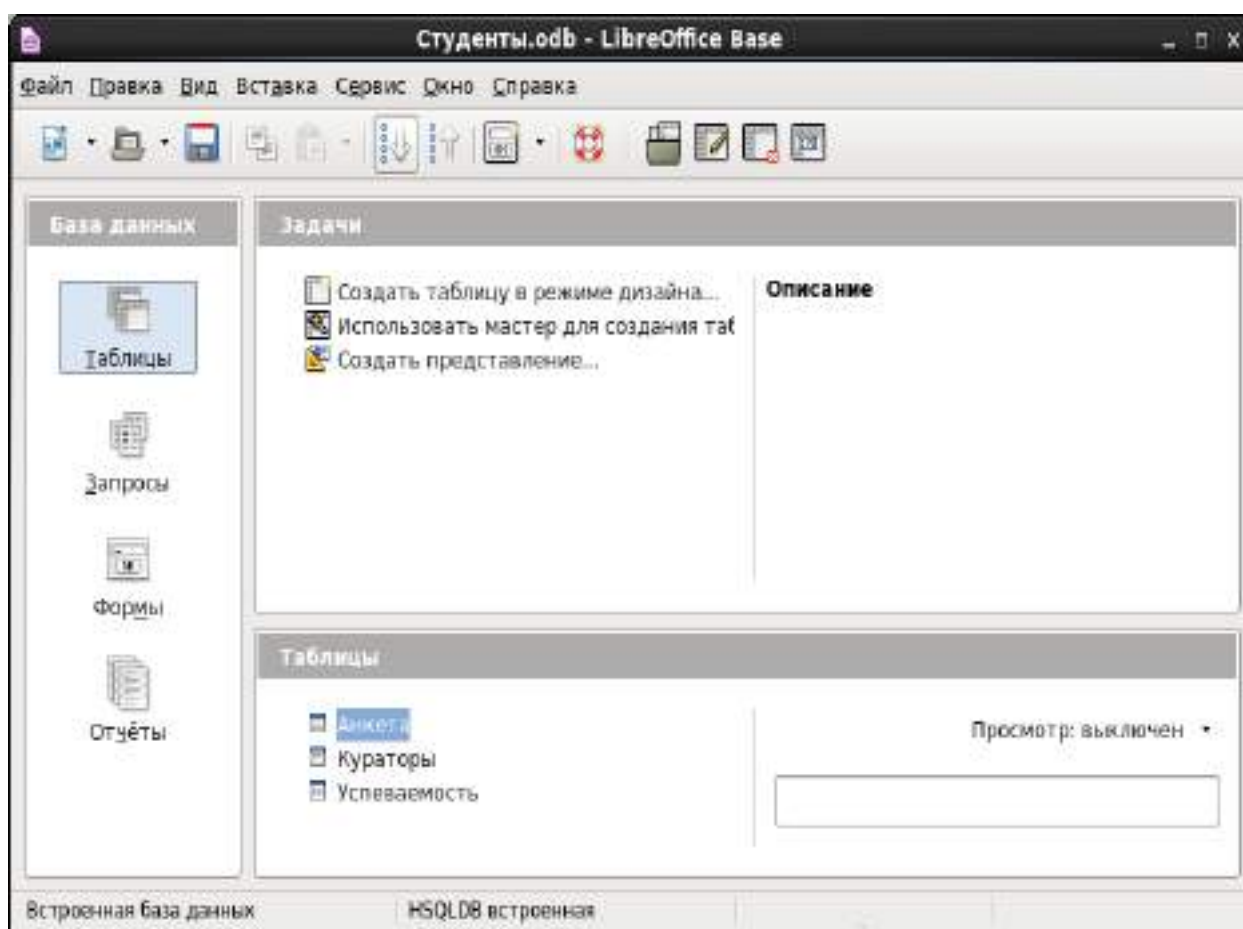 Студенты.odb - LibreOffice Base
Файл Правка Вид Вставка Сервис Окно Справка
База данных
Задачи
Таблицы
Запросы
Формы
Отчёты
Создать таблицу в режиме дизайна...
Использовать мастер для создания таб
Создать представление...
Описание
Таблицы
Анкета
Кураторы
Успеваемость
Просмотр: выключен
Встроенная база данных
HSQLDB встроенная